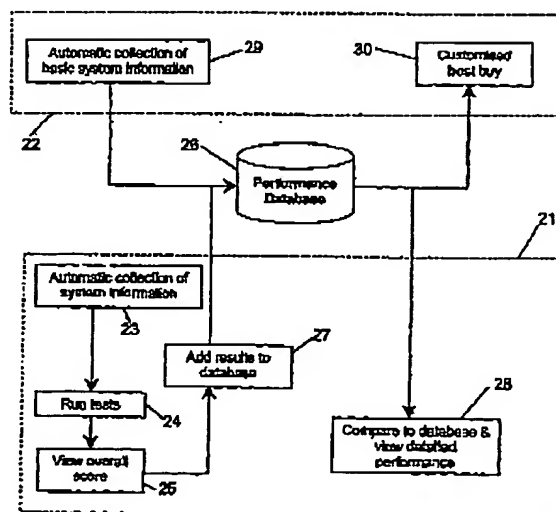 Automatic collection of
basic system information
29
30
Customised
best buy
22
26
Performance
Database
21
Automatic collection of
system information
23
Add results to
database
27
Run tests
24
28
Compare to database &
view detailed
performance
View overall
score
25